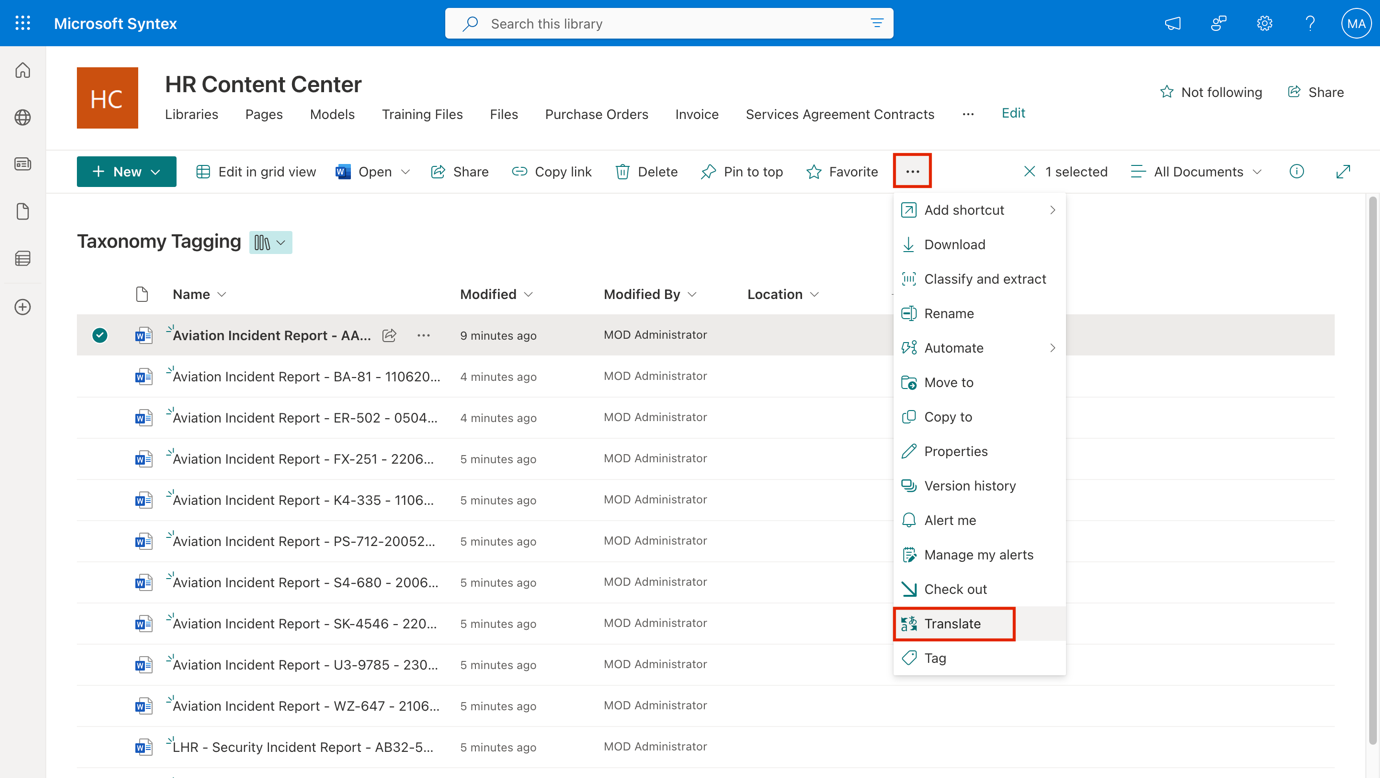 Microsoft Syntex
Search this library
MA
HC
HR Content Center
Not following
Share
Libraries Pages Models Training Files Files Purchase Orders Invoice Services Agreement Contracts ... Edit
+ New Edit in grid view Open Share Copy link Delete Pin to top Favorite ... 1 selected All Documents
Taxonomy Tagging
Name Modified Modified By Location
Aviation Incident Report - AA... 9 minutes ago MOD Administrator
Aviation Incident Report - BA-81 - 110620... 4 minutes ago MOD Administrator
Aviation Incident Report - ER-502 - 0504... 4 minutes ago MOD Administrator
Aviation Incident Report - FX-251 - 2206... 5 minutes ago MOD Administrator
Aviation Incident Report - K4-335 - 1106... 5 minutes ago MOD Administrator
Aviation Incident Report - PS-712-20052... 5 minutes ago MOD Administrator
Aviation Incident Report - S4-680 - 2006... 5 minutes ago MOD Administrator
Aviation Incident Report - SK-4546 - 220... 5 minutes ago MOD Administrator
Aviation Incident Report - U3-9785 - 230... 5 minutes ago MOD Administrator
Aviation Incident Report - WZ-647 - 2106... 5 minutes ago MOD Administrator
LHR - Security Incident Report - AB32-5... 5 minutes ago MOD Administrator
Add shortcut
Download
Classify and extract
Rename
Automate
Move to
Copy to
Properties
Version history
Alert me
Manage my alerts
Check out
Translate
Tag